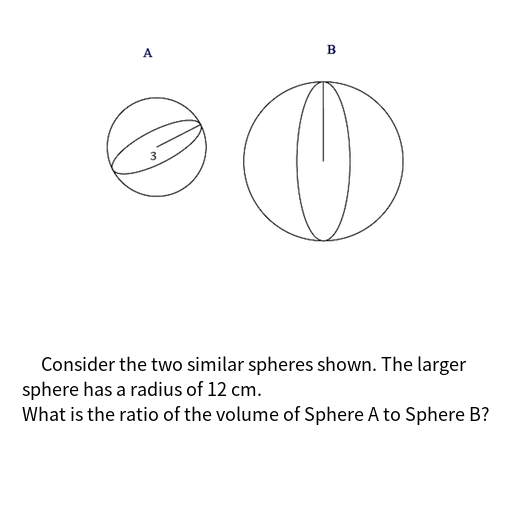 A
B
3
Consider the two similar spheres shown. The larger
sphere has a radius of 12 cm.
What is the ratio of the volume of Sphere A to Sphere B?